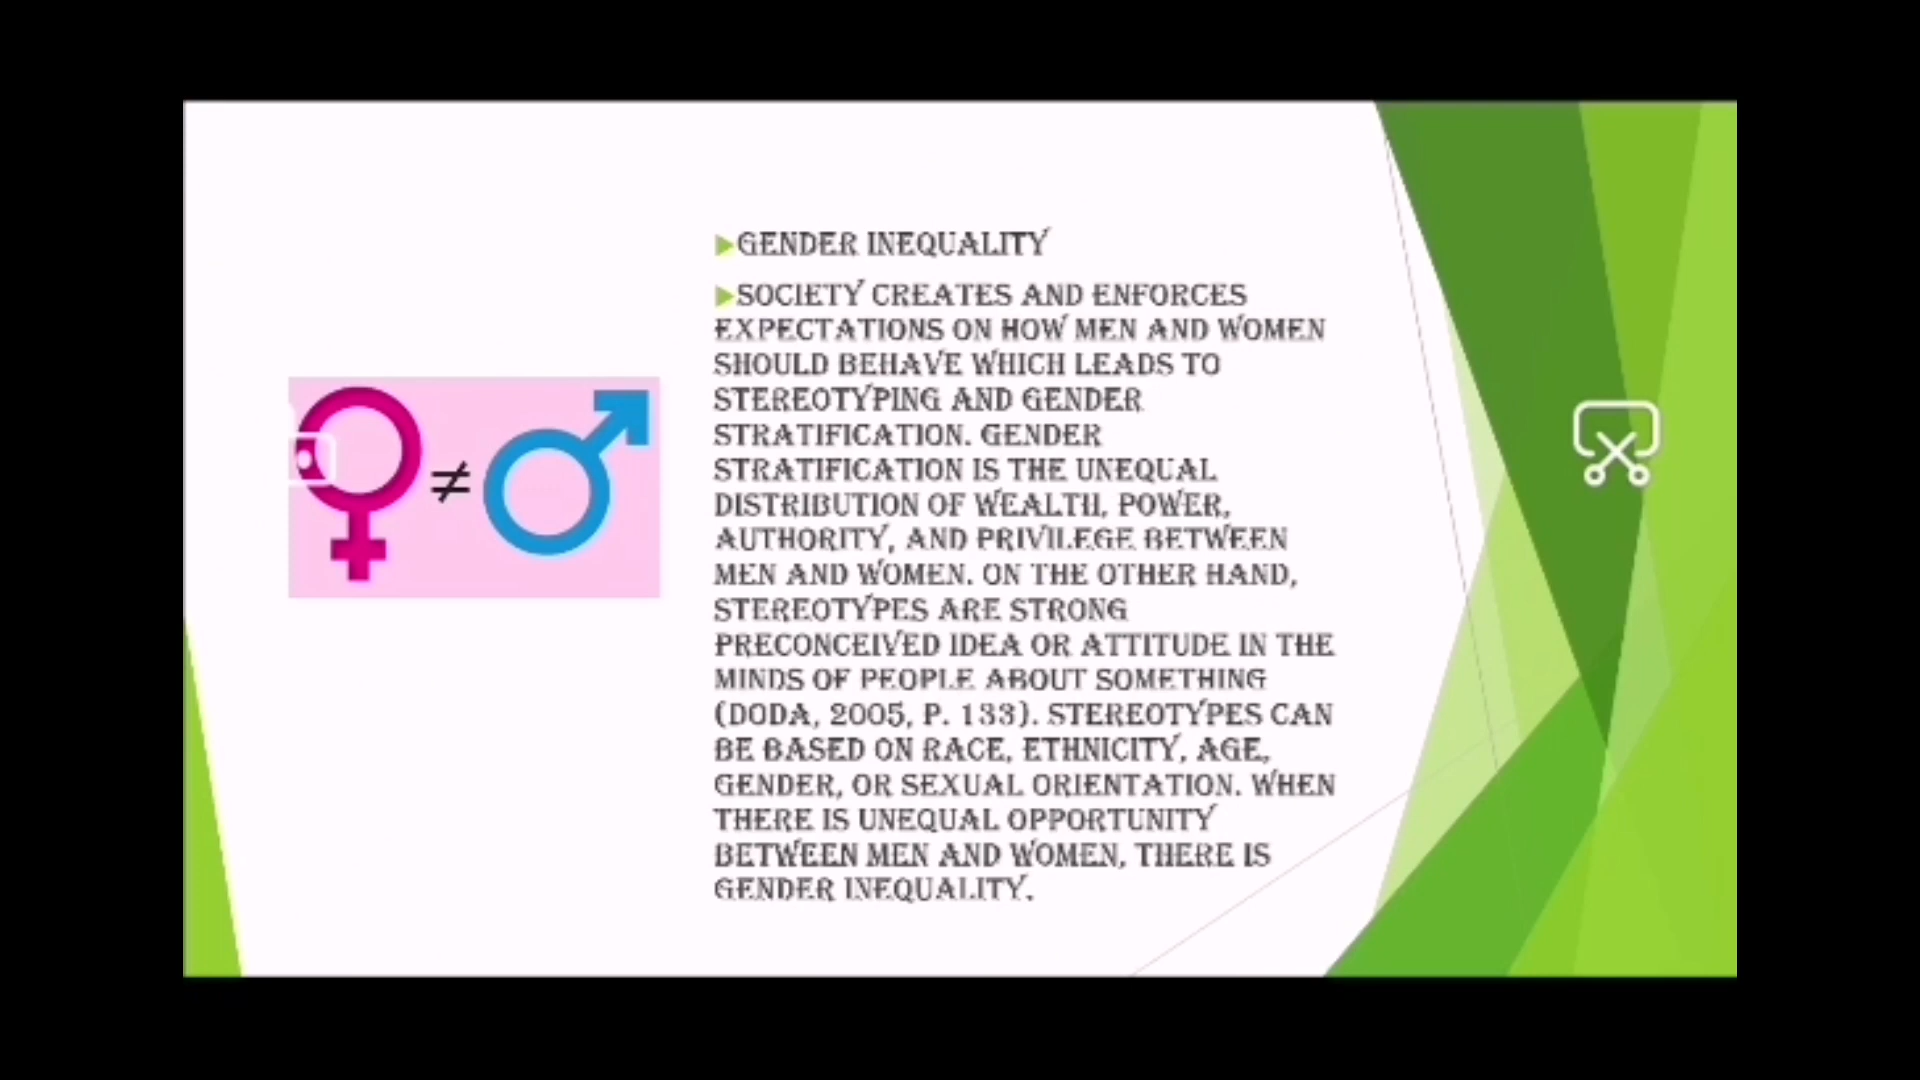 ≠
GENDER INEQUALITY
SOCIETY CREATES AND ENFORCES
EXPECTATIONS ON HOW MEN AND WOMEN
SHOULD BEHAVE WHICH LEADS TO
STEREOTYPING AND GENDER
STRATIFICATION. GENDER
STRATIFICATION IS THE UNEQUAL
DISTRIBUTION OF WEALTH, POWER,
AUTHORITY, AND PRIVILEGE BETWEEN
MEN AND WOMEN. ON THE OTHER HAND,
STEREOTYPES ARE STRONG
PRECONCEIVED IDEA OR ATTITUDE IN THE
MINDS OF PEOPLE ABOUT SOMETHING
(DODA, 2005, P. 133). STEREOTYPES CAN
BE BASED ON RACE, ETHNICITY, AGE,
GENDER, OR SEXUAL ORIENTATION. WHEN
THERE IS UNEQUAL OPPORTUNITY
BETWEEN MEN AND WOMEN, THERE IS
GENDER INEQUALITY.